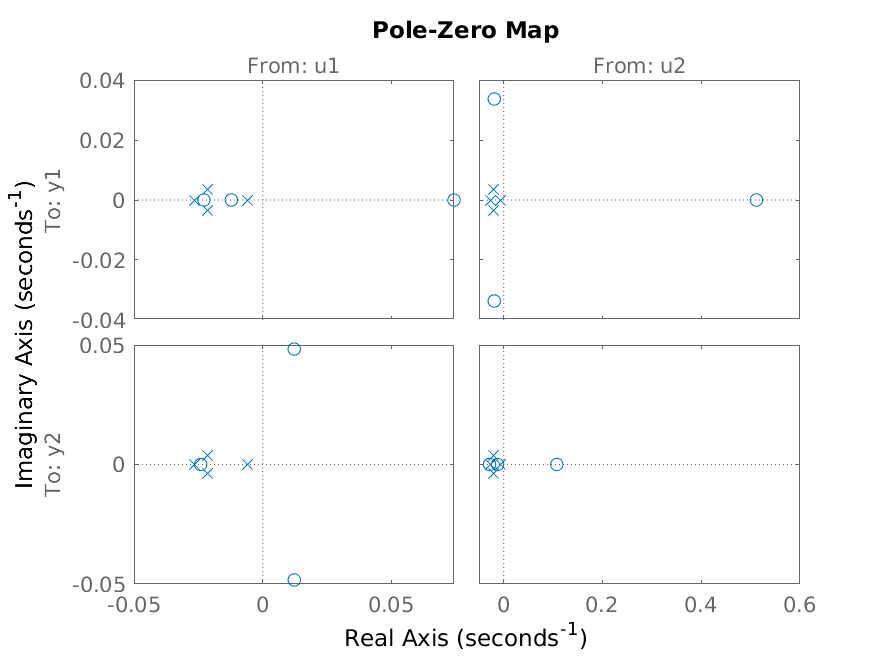 Pole-Zero Map
From: u1
From: u2
0.04
0.02
0
-0.02
-0.04
To: y1
0.05
0
-0.05
To: y2
Imaginary Axis (seconds⁻¹)
-0.05
0
0.05
0
0.2
0.4
0.6
Real Axis (seconds⁻¹)